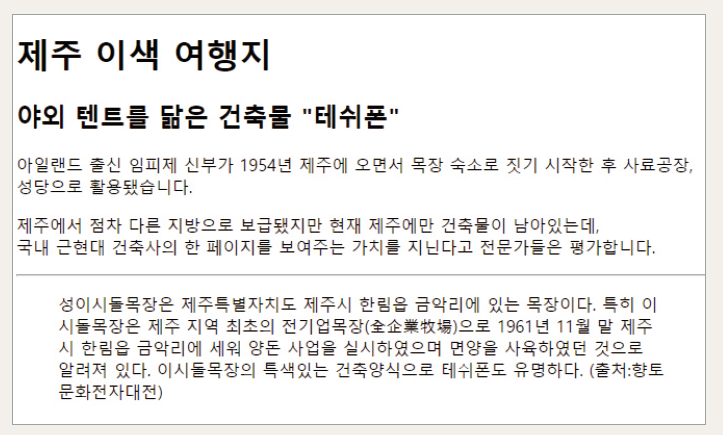 제주 이색 여행지
야외 텐트를 닮은 건축물 "테쉬폰"
아일랜드 출신 임피제 신부가 1954년 제주에 오면서 목장 숙소로 짓기 시작한 후 사료공장,
성당으로 활용됐습니다.
제주에서 점차 다른 지방으로 보급됐지만 현재 제주에만 건축물이 남아있는데,
국내 근현대 건축사의 한 페이지를 보여주는 가치를 지닌다고 전문가들은 평가합니다.
성이시돌목장은 제주특별자치도 제주시 한림읍 금악리에 있는 목장이다. 특히 이
시돌목장은 제주 지역 최초의 전기업목장(全企業牧場)으로 1961년 11월 말 제주
시 한림읍 금악리에 세워 양돈 사업을 실시하였으며 면양을 사육하였던 것으로
알려져 있다. 이시돌목장의 특색있는 건축양식으로 테쉬폰도 유명하다. (출처:향토
문화전자대전)